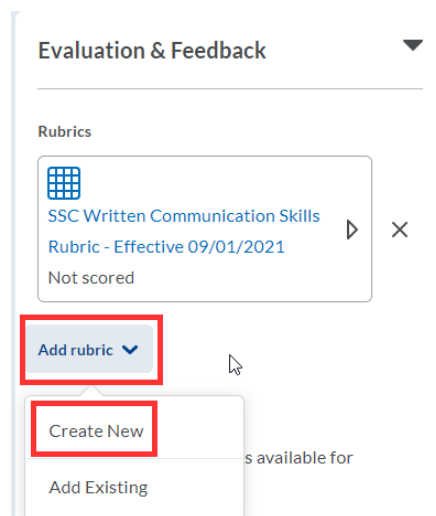 Evaluation & Feedback
Rubrics
SSC Written Communication Skills
Rubric - Effective 09/01/2021
Not scored
Add rubric
Create New
s available for
Add Existing